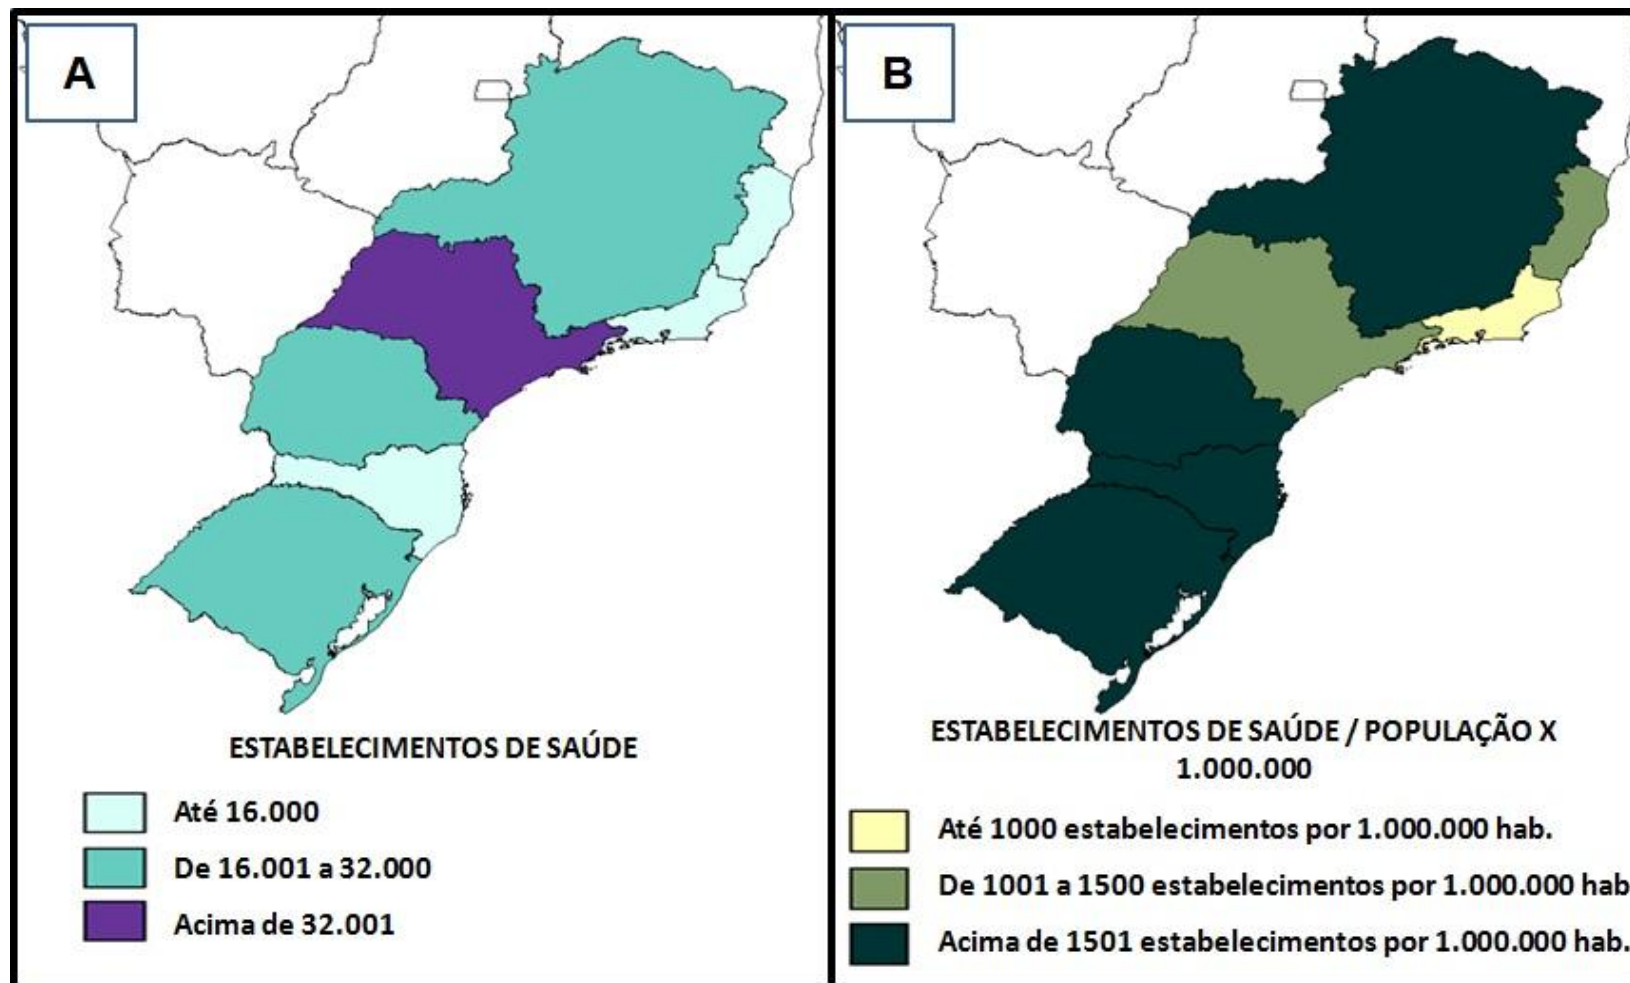 A
ESTABELECIMENTOS DE SAÚDE
Até 16.000
De 16.001 a 32.000
Acima de 32.001
B
ESTABELECIMENTOS DE SAÚDE / POPULAÇÃO X
1.000.000
Até 1000 estabelecimentos por 1.000.000 hab.
De 1001 a 1500 estabelecimentos por 1.000.000 hab
Acima de 1501 estabelecimentos por 1.000.000 hab.